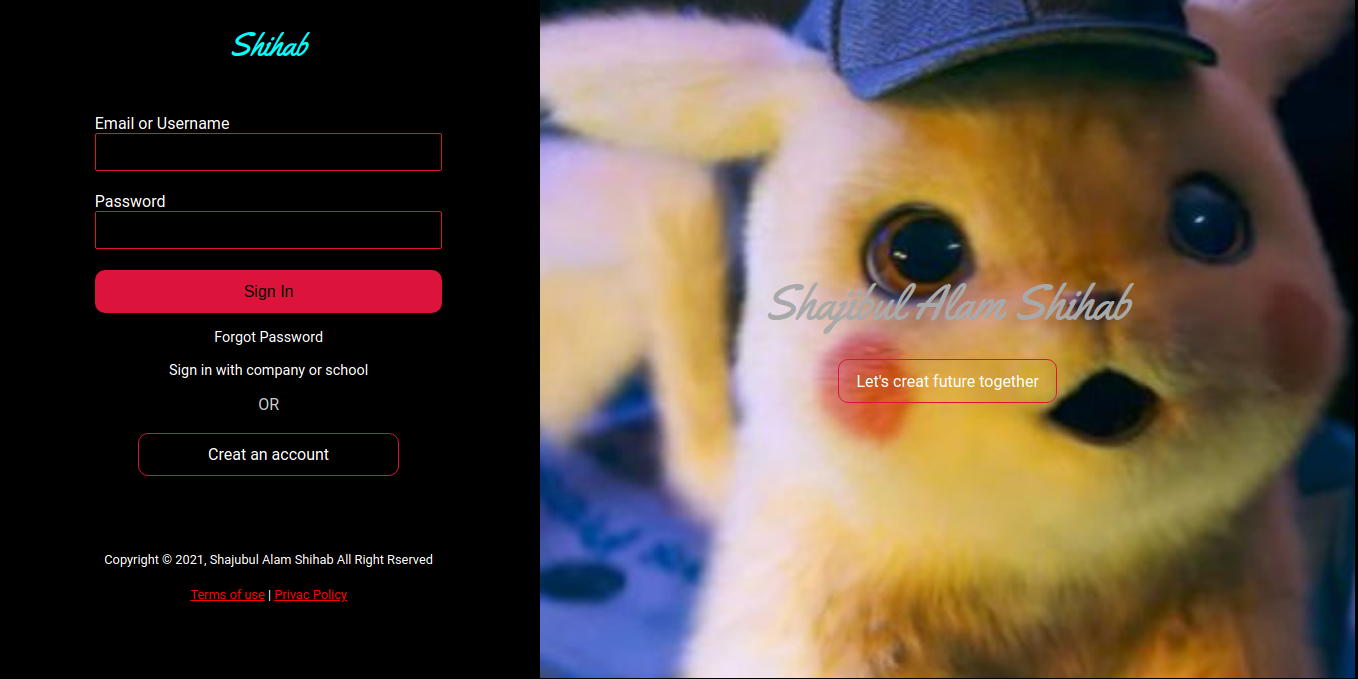 Shihab
Email or Username
Password
Sign In
Forgot Password
Sign in with company or school
OR
Creat an account
Copyright © 2021, Shajubul Alam Shihab All Right Rserved
Terms of use | Privac Policy
Shajibul Alam Shihab
Let's creat future together